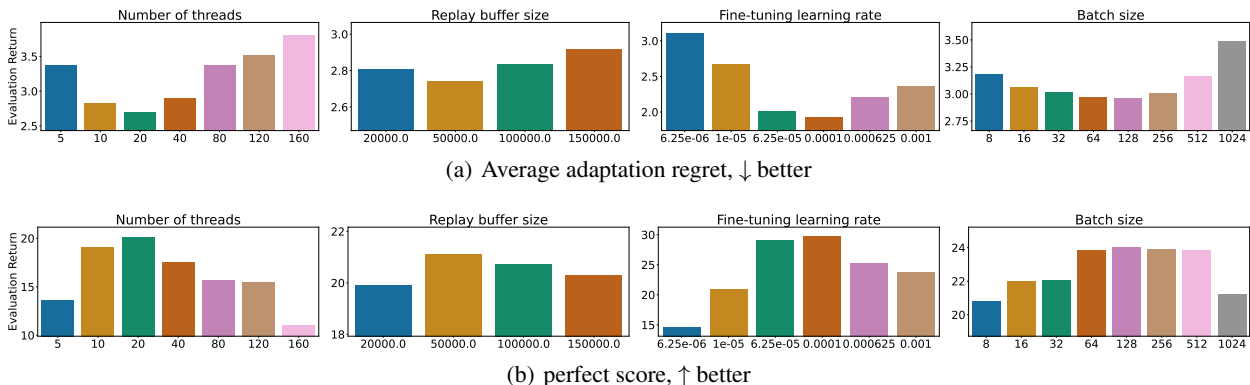 Number of threads
Replay buffer size
Fine-tuning learning rate
Batch size
Evaluation Return
3.5
3.0
2.5
5 10 20 40 80 120 160
3.0
2.8
2.6
20000.0 50000.0 100000.0 150000.0
3.0
2.5
2.0
6.25e-06 1e-05 6.25e-05 0.0001 0.000625 0.001
3.50
3.25
3.00
2.75
8 16 32 64 128 256 512 1024
(a) Average adaptation regret, ↓ better
Number of threads
Replay buffer size
Fine-tuning learning rate
Batch size
Evaluation Return
20
15
10
5 10 20 40 80 120 160
22
20
18
20000.0 50000.0 100000.0 150000.0
30
25
20
15
6.25e-06 1e-05 6.25e-05 0.0001 0.000625 0.001
24
22
20
8 16 32 64 128 256 512 1024
(b) perfect score, ↑ better